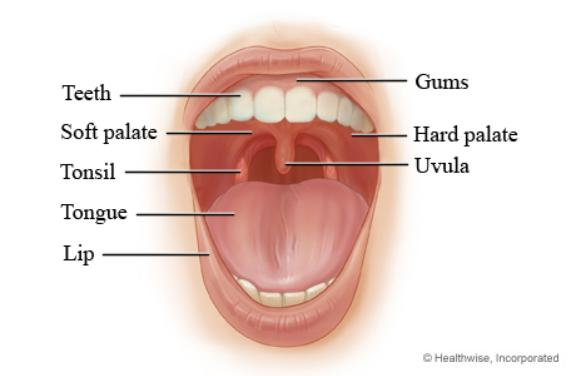 Teeth
Soft palate
Tonsil
Tongue
Lip
Gums
Hard palate
Uvula
© Healthwise, Incorporated